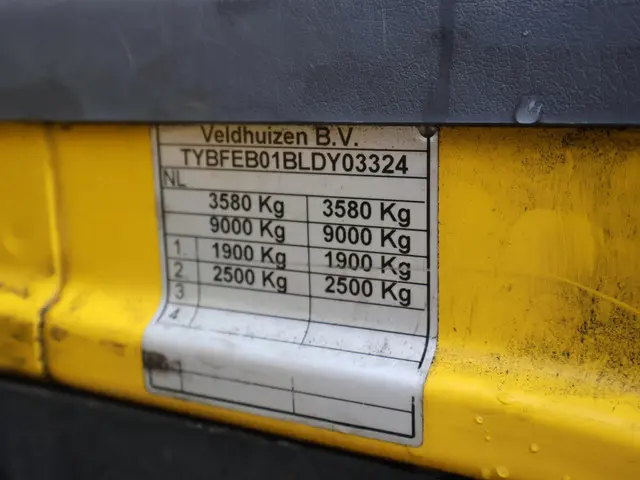 Veldhuizen B.V.
TYBFEB01BLDY03324
NL
3580 Kg 3580 Kg
9000 Kg 9000 Kg
1. 1900 Kg 1900 Kg
2. 2500 Kg 2500 Kg
3
4